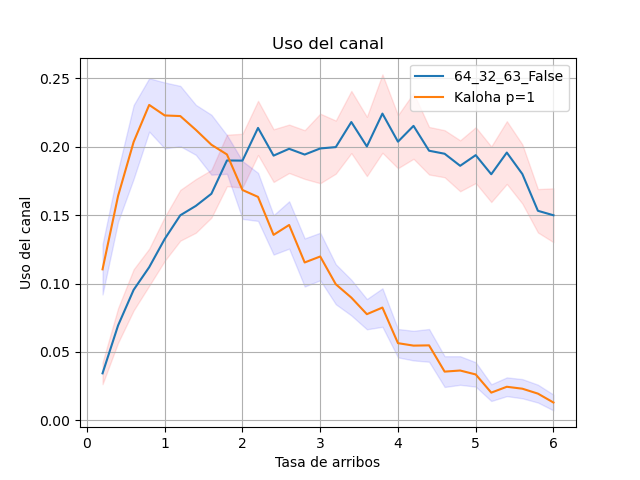 Uso del canal
64_32_63_False
Kaloha p=1
Uso del canal
0.25
0.20
0.15
0.10
0.05
0.00
0 1 2 3 4 5 6
Tasa de arribos